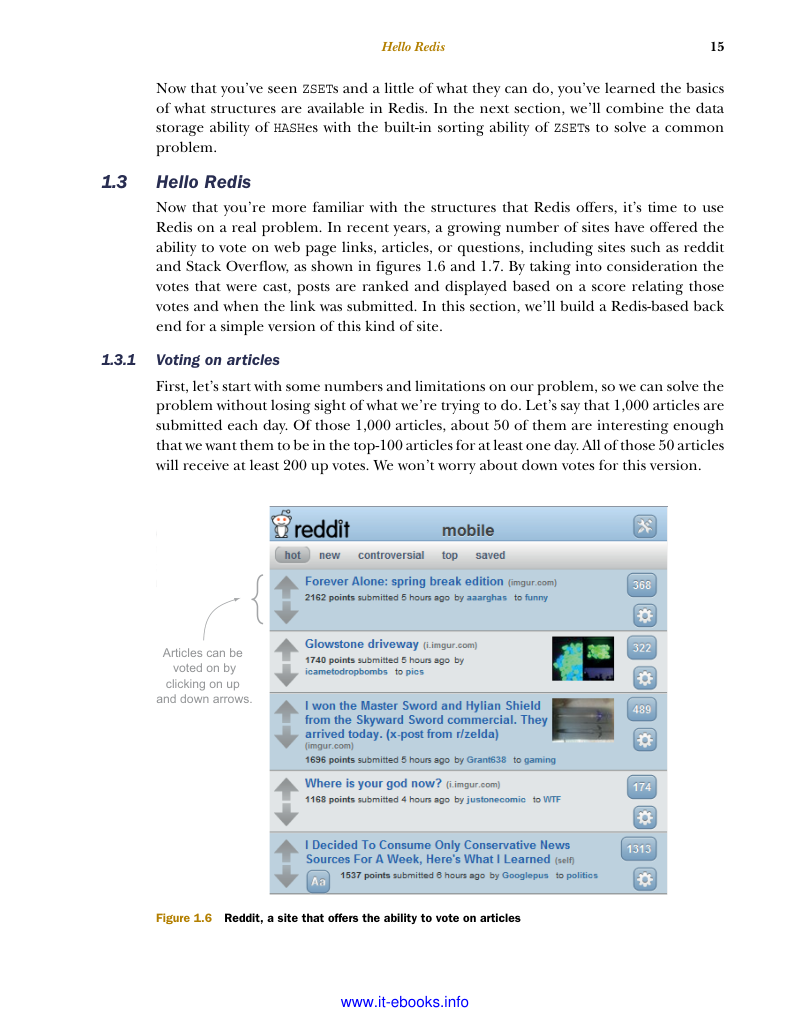 Hello Redis 15
Now that you've seen ZSETs and a little of what they can do, you've learned the basics
of what structures are available in Redis. In the next section, we'll combine the data
storage ability of HASHes with the built-in sorting ability of ZSETs to solve a common
problem.
1.3 Hello Redis
Now that you're more familiar with the structures that Redis offers, it's time to use
Redis on a real problem. In recent years, a growing number of sites have offered the
ability to vote on web page links, articles, or questions, including sites such as reddit
and Stack Overflow, as shown in figures 1.6 and 1.7. By taking into consideration the
votes that were cast, posts are ranked and displayed based on a score relating those
votes and when the link was submitted. In this section, we'll build a Redis-based back
end for a simple version of this kind of site.
1.3.1 Voting on articles
First, let's start with some numbers and limitations on our problem, so we can solve the
problem without losing sight of what we're trying to do. Let's say that 1,000 articles are
submitted each day. Of those 1,000 articles, about 50 of them are interesting enough
that we want them to be in the top-100 articles for at least one day. All of those 50 articles
will receive at least 200 up votes. We won't worry about down votes for this version.
reddit mobile
hot new controversial top saved
Forever Alone: spring break edition (imgur.com) 368
2162 points submitted 5 hours ago by aaarghas to funny
Articles can be
voted on by
clicking on up
and down arrows.
Glowstone driveway (i.imgur.com) 322
1740 points submitted 5 hours ago by
icametodropbombs to pics
I won the Master Sword and Hylian Shield 489
from the Skyward Sword commercial. They
arrived today. (x-post from r/zelda)
(imgur.com)
1696 points submitted 5 hours ago by Grant638 to gaming
Where is your god now? (i.imgur.com) 174
1168 points submitted 4 hours ago by justonecomic to WTF
I Decided To Consume Only Conservative News 1313
Sources For A Week, Here's What I Learned (self)
Aa 1537 points submitted 6 hours ago by Googlepus to politics
Figure 1.6 Reddit, a site that offers the ability to vote on articles
www.it-ebooks.info